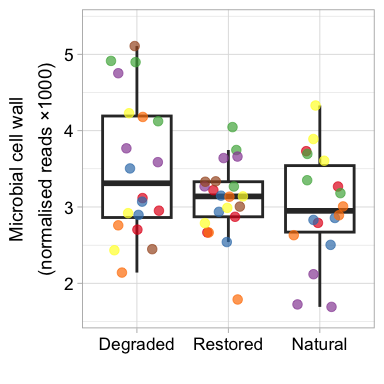 Microbial cell wall
(normalised reads ×1000)
5
4
3
2
Degraded Restored Natural